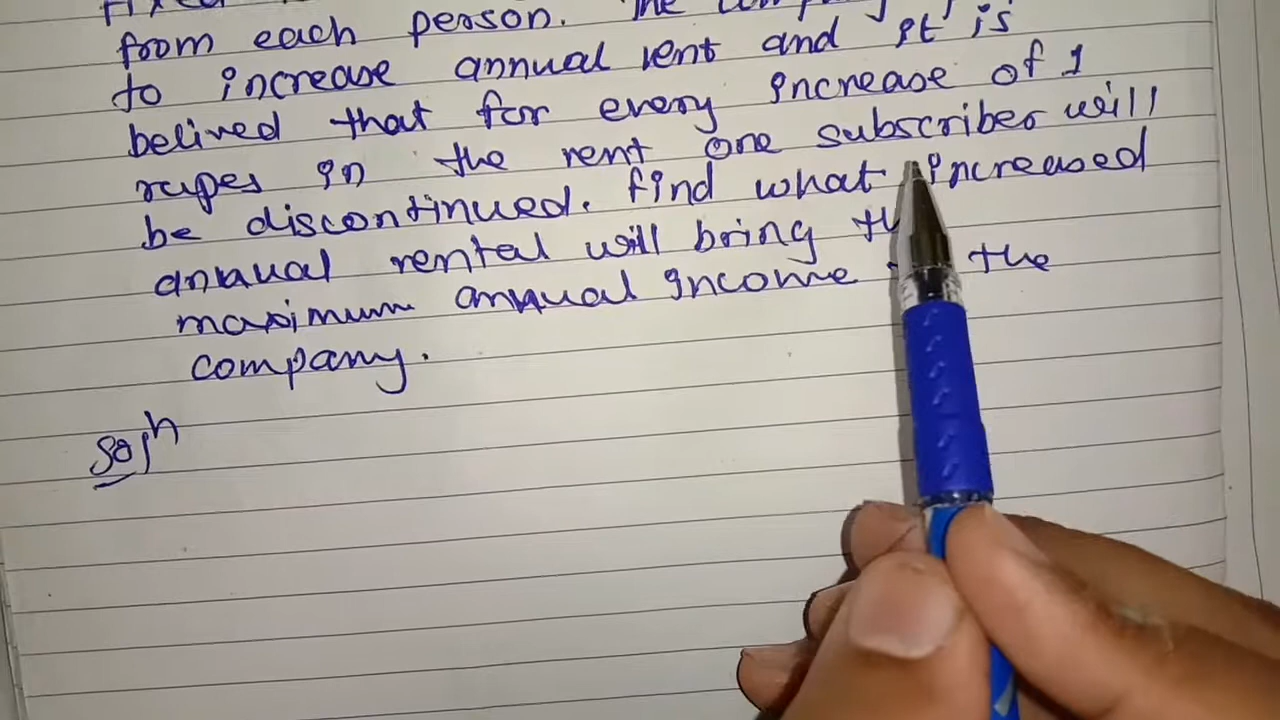 from each person. The
to increase annual rent and it is
belived that for every increase of 1
rupes in the rent one subscriber will
be discontinued. find what increased
annual rental will bring
maximum annual income the
company.
Soln